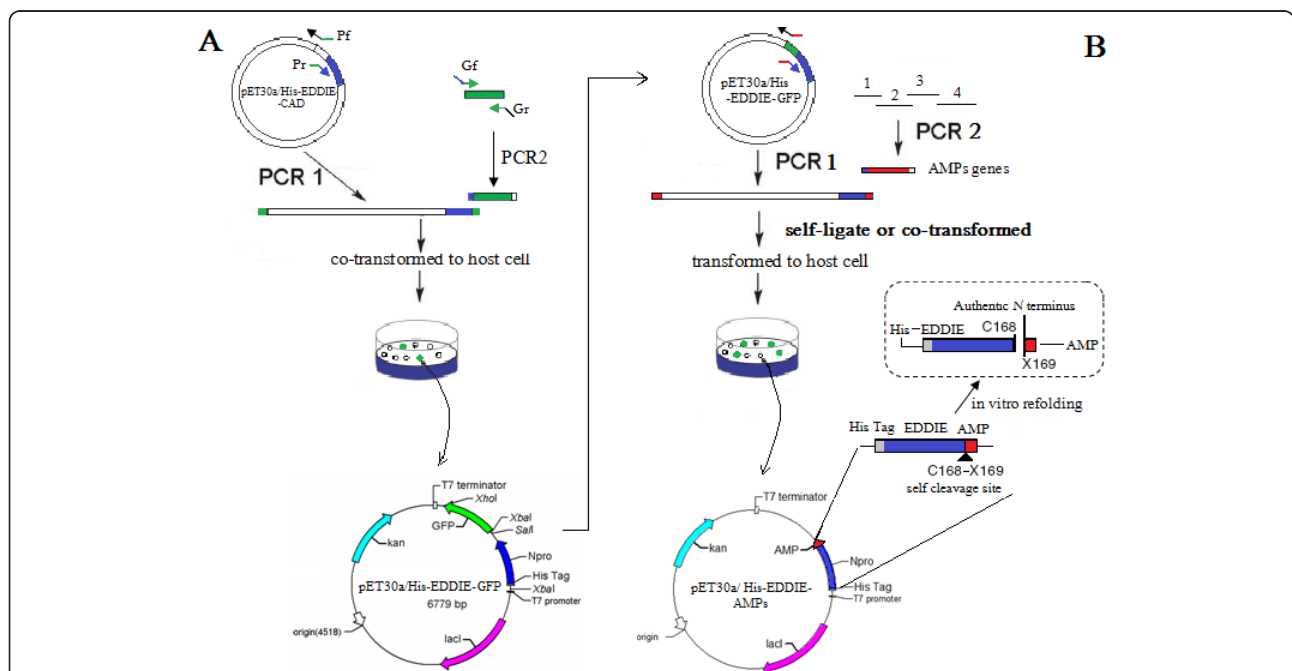 A
Pf
Pr
pET30a/His-EDDIE
-CAD
Gf
Gr
PCR 1
PCR2
co-transformed to host cell
T7 terminator
XhoI
GFP
XbaI
SalI
kan
Npro
His Tag
XbaI
T7 promoter
pET30a/His-EDDIE-GFP
6779 bp
origin(4518)
lacI
B
pET30a/His
-EDDIE-GFP
1
2
3
4
PCR 1
PCR 2
AMPs genes
self-ligate or co-transformed
transformed to host cell
Authentic N terminus
His-EDDIE
C168
AMP
X169
in vitro refolding
His Tag EDDIE AMP
C168-X169
self cleavage site
T7 terminator
AMP
kan
Npro
His Tag
T7 promoter
pET30a/ His-EDDIE-
AMPs
origin
lacI